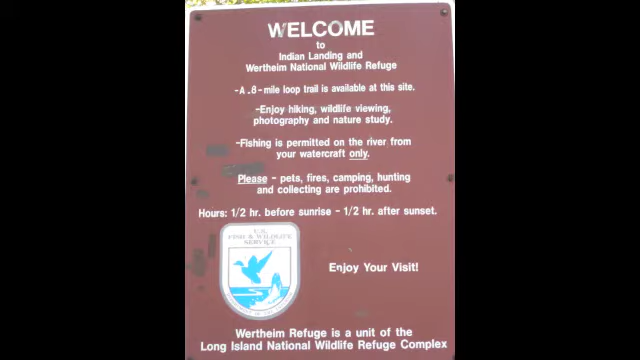 WELCOME
to
Indian Landing and
Wertheim National Wildlife Refuge
-A .8-mile loop trail is available at this site.
-Enjoy hiking, wildlife viewing,
photography and nature study.
-Fishing is permitted on the river from
your watercraft only.
Please - pets, fires, camping, hunting
and collecting are prohibited.
Hours: 1/2 hr. before sunrise - 1/2 hr. after sunset.
U.S.
FISH & WILDLIFE
SERVICE
Enjoy Your Visit!
Wertheim Refuge is a unit of the
Long Island National Wildlife Refuge Complex